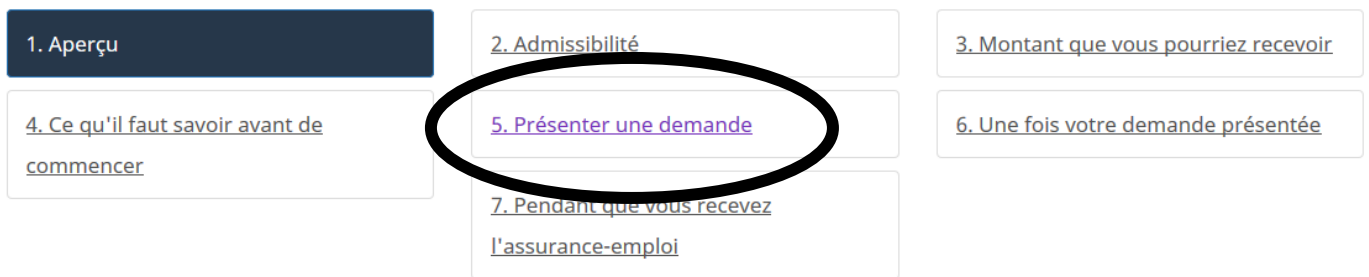 1. Aperçu
2. Admissibilité
3. Montant que vous pourriez recevoir
4. Ce qu'il faut savoir avant de
commencer
5. Présenter une demande
6. Une fois votre demande présentée
7. Pendant que vous recevez
l'assurance-emploi